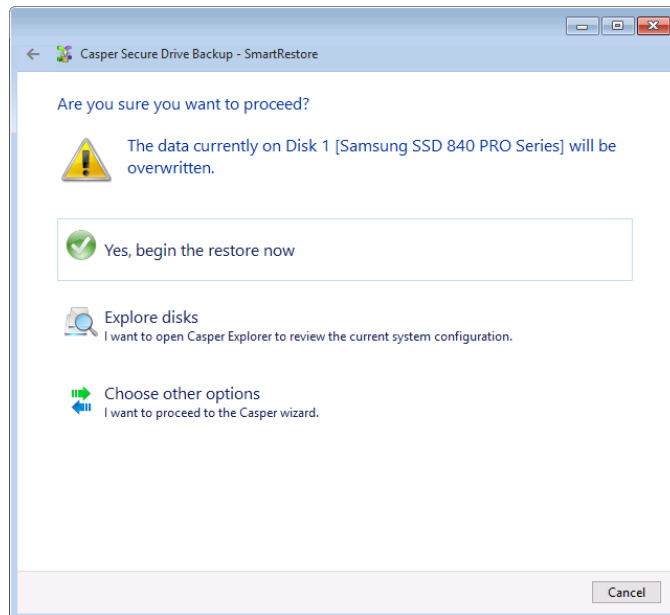 Casper Secure Drive Backup - SmartRestore
Are you sure you want to proceed?
The data currently on Disk 1 [Samsung SSD 840 PRO Series] will be
overwritten.
Yes, begin the restore now
Explore disks
I want to open Casper Explorer to review the current system configuration.
Choose other options
I want to proceed to the Casper wizard.
Cancel